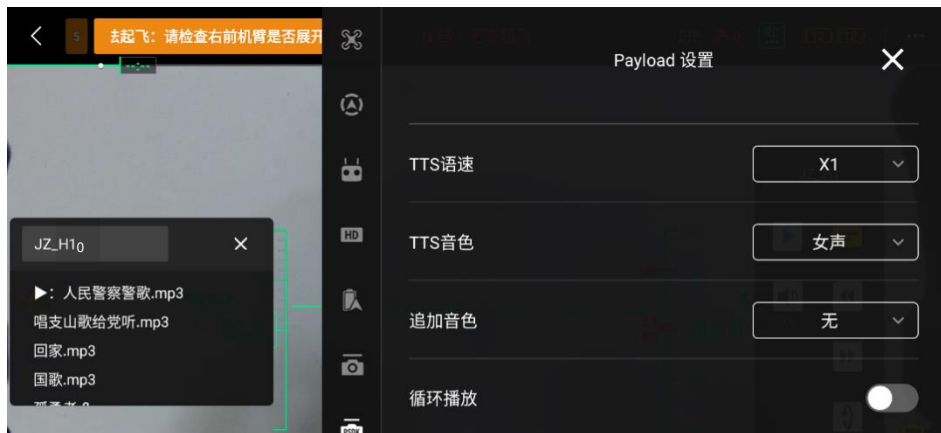 去起飞：请检查右前机臂是否展开
Payload 设置
TTS语速
X1
TTS音色
女声
追加音色
无
循环播放
HD
--:--
JZ_H10
▶：人民警察警歌.mp3
唱支山歌给党听.mp3
回家.mp3
国歌.mp3